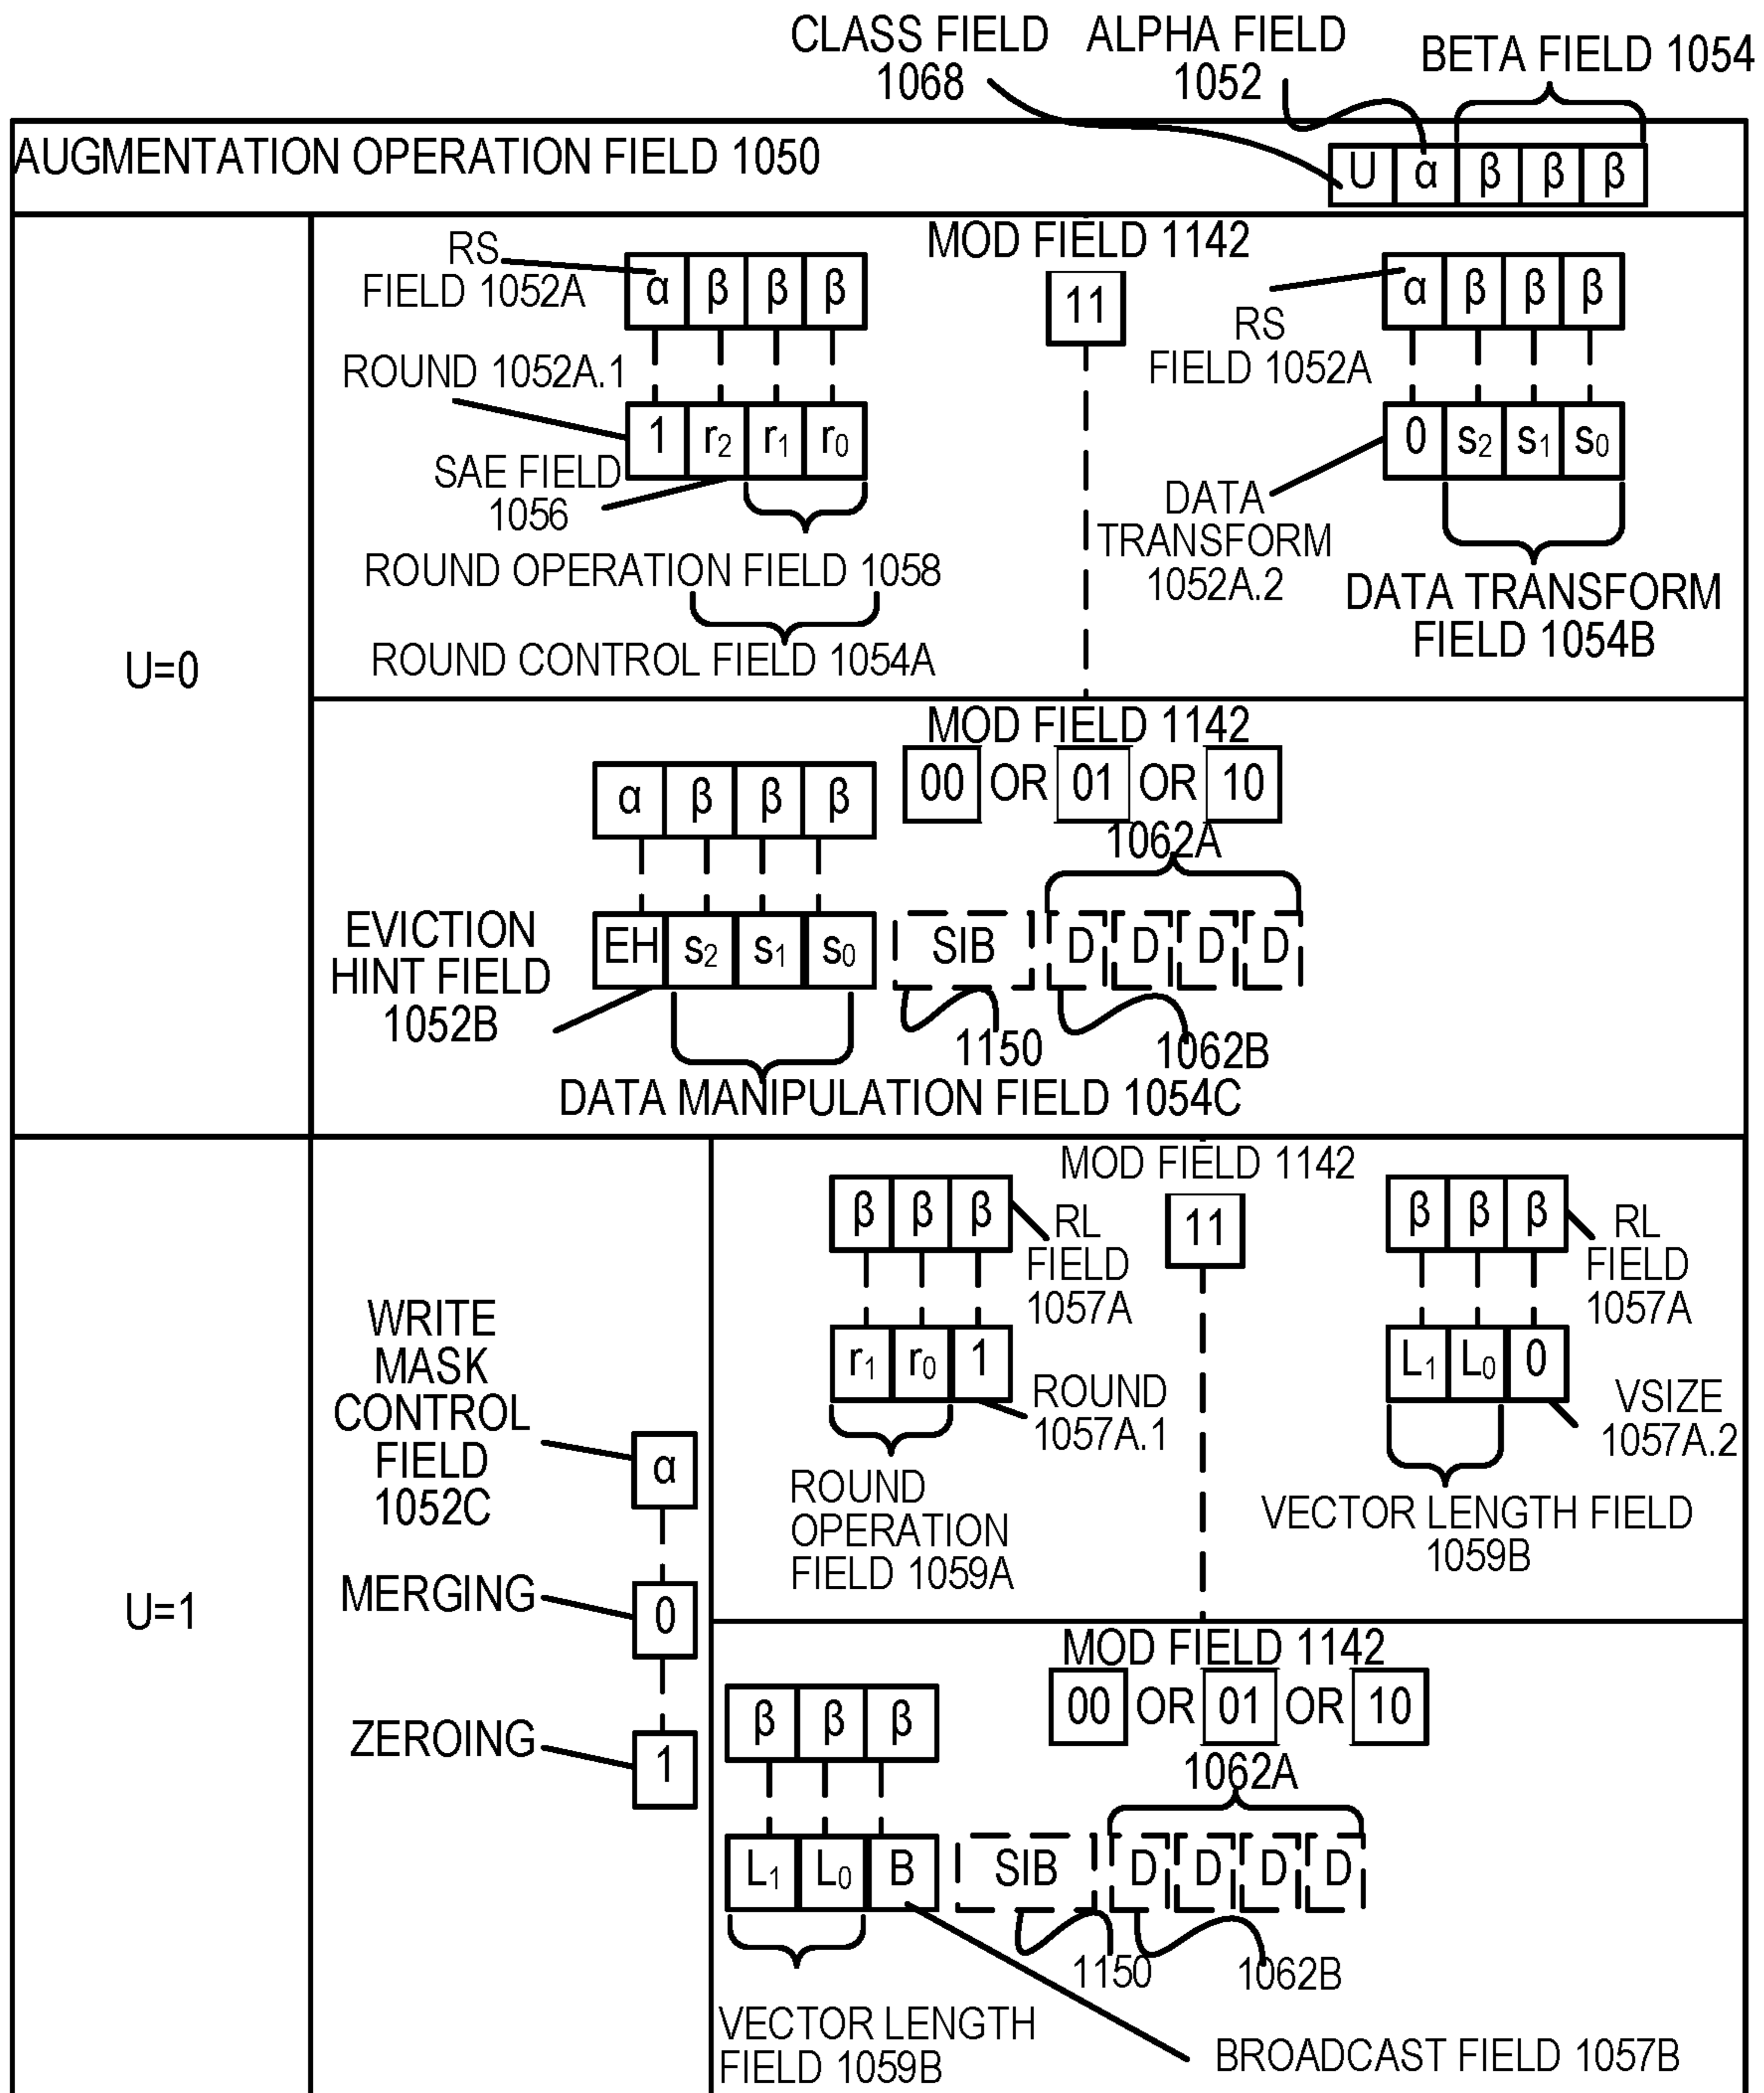 CLASS FIELD
1068
ALPHA FIELD
1052
BETA FIELD 1054
AUGMENTATION OPERATION FIELD 1050
U α β β β
U=0
MOD FIELD 1142
11
RS
FIELD 1052A
α β β β
ROUND 1052A.1
1 r2 r1 r0
SAE FIELD
1056
ROUND OPERATION FIELD 1058
ROUND CONTROL FIELD 1054A
α β β β
RS
FIELD 1052A
0 s2 s1 s0
DATA
TRANSFORM
1052A.2
DATA TRANSFORM
FIELD 1054B
MOD FIELD 1142
00 OR 01 OR 10
α β β β
1062A
EVICTION
HINT FIELD
1052B
EH s2 s1 s0
SIB
D D D D
1150
1062B
DATA MANIPULATION FIELD 1054C
U=1
WRITE
MASK
CONTROL
FIELD
1052C
α
MERGING
0
ZEROING
1
MOD FIELD 1142
11
β β β
RL
FIELD
1057A
r1 r0 1
ROUND
1057A.1
ROUND
OPERATION
FIELD 1059A
β β β
RL
FIELD
1057A
L1 L0 0
VSIZE
1057A.2
VECTOR LENGTH FIELD
1059B
MOD FIELD 1142
00 OR 01 OR 10
β β β
1062A
L1 L0 B
SIB
D D D D
1150
1062B
VECTOR LENGTH
FIELD 1059B
BROADCAST FIELD 1057B